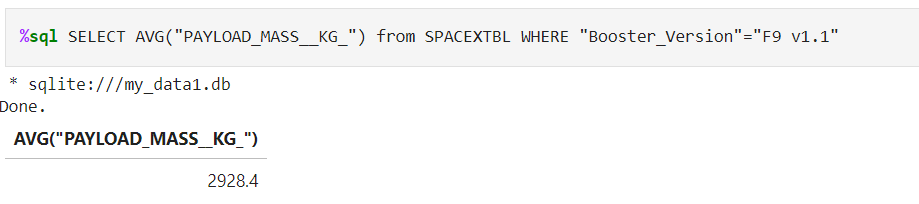 %sql SELECT AVG("PAYLOAD_MASS__KG_") from SPACEXTBL WHERE "Booster_Version"="F9 v1.1"
* sqlite:///my_data1.db
Done.
AVG("PAYLOAD_MASS__KG_")
2928.4